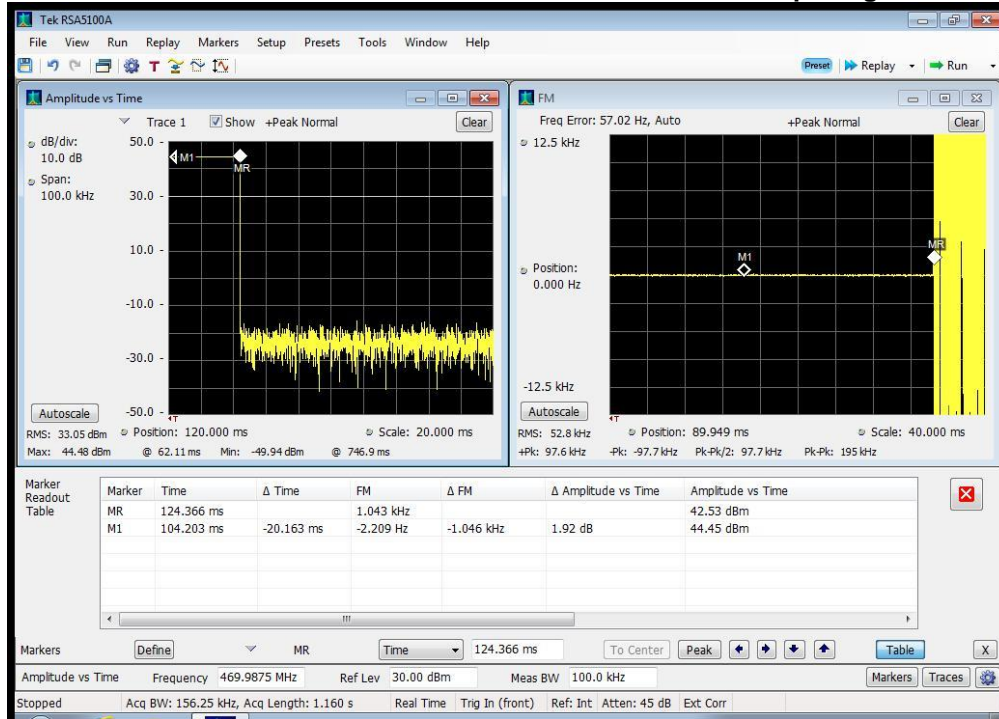 Tek RSA5100A
File View Run Replay Markers Setup Presets Tools Window Help
Preset Replay Run
Amplitude vs Time
Trace 1 Show +Peak Normal Clear
dB/div:
10.0 dB
Span:
100.0 kHz
50.0
30.0
10.0
-10.0
-30.0
-50.0
M1
MR
T
Autoscale
Position: 120.000 ms Scale: 20.000 ms
RMS: 33.05 dBm
Max: 44.48 dBm @ 62.11 ms Min: -49.94 dBm @ 746.9 ms
FM
Freq Error: 57.02 Hz, Auto +Peak Normal Clear
12.5 kHz
Position:
0.000 Hz
-12.5 kHz
M1
MR
T
Autoscale
RMS: 52.8 kHz Position: 89.949 ms Scale: 40.000 ms
+Pk: 97.6 kHz -Pk: -97.7 kHz Pk-Pk/2: 97.7 kHz Pk-Pk: 195 kHz
Marker Readout Table
Marker Time Δ Time FM Δ FM Δ Amplitude vs Time Amplitude vs Time
MR 124.366 ms 1.043 kHz 42.53 dBm
M1 104.203 ms -20.163 ms -2.209 Hz -1.046 kHz 1.92 dB 44.45 dBm
Markers Define MR Time 124.366 ms To Center Peak Table X
Amplitude vs Time Frequency 469.9875 MHz Ref Lev 30.00 dBm Meas BW 100.0 kHz Markers Traces
Stopped Acq BW: 156.25 kHz, Acq Length: 1.160 s Real Time Trig In (front) Ref: Int Atten: 45 dB Ext Corr